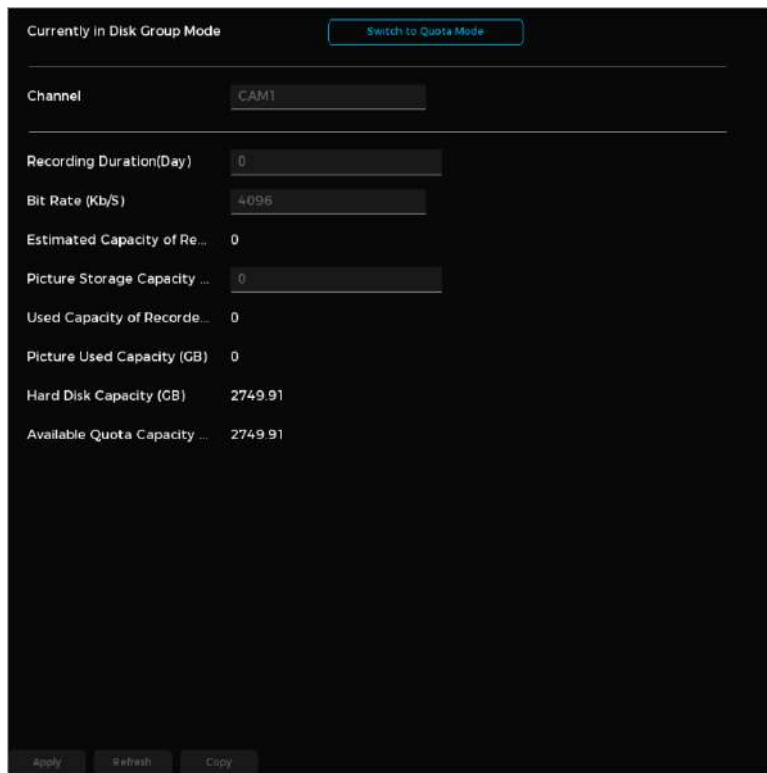 Currently in Disk Group Mode Switch to Quota Mode
Channel CAM1
Recording Duration(Day) 0
Bit Rate (Kb/S) 4096
Estimated Capacity of Re... 0
Picture Storage Capacity ... 0
Used Capacity of Recorde... 0
Picture Used Capacity (GB) 0
Hard Disk Capacity (GB) 2749.91
Available Quota Capacity ... 2749.91
Apply Refresh Copy